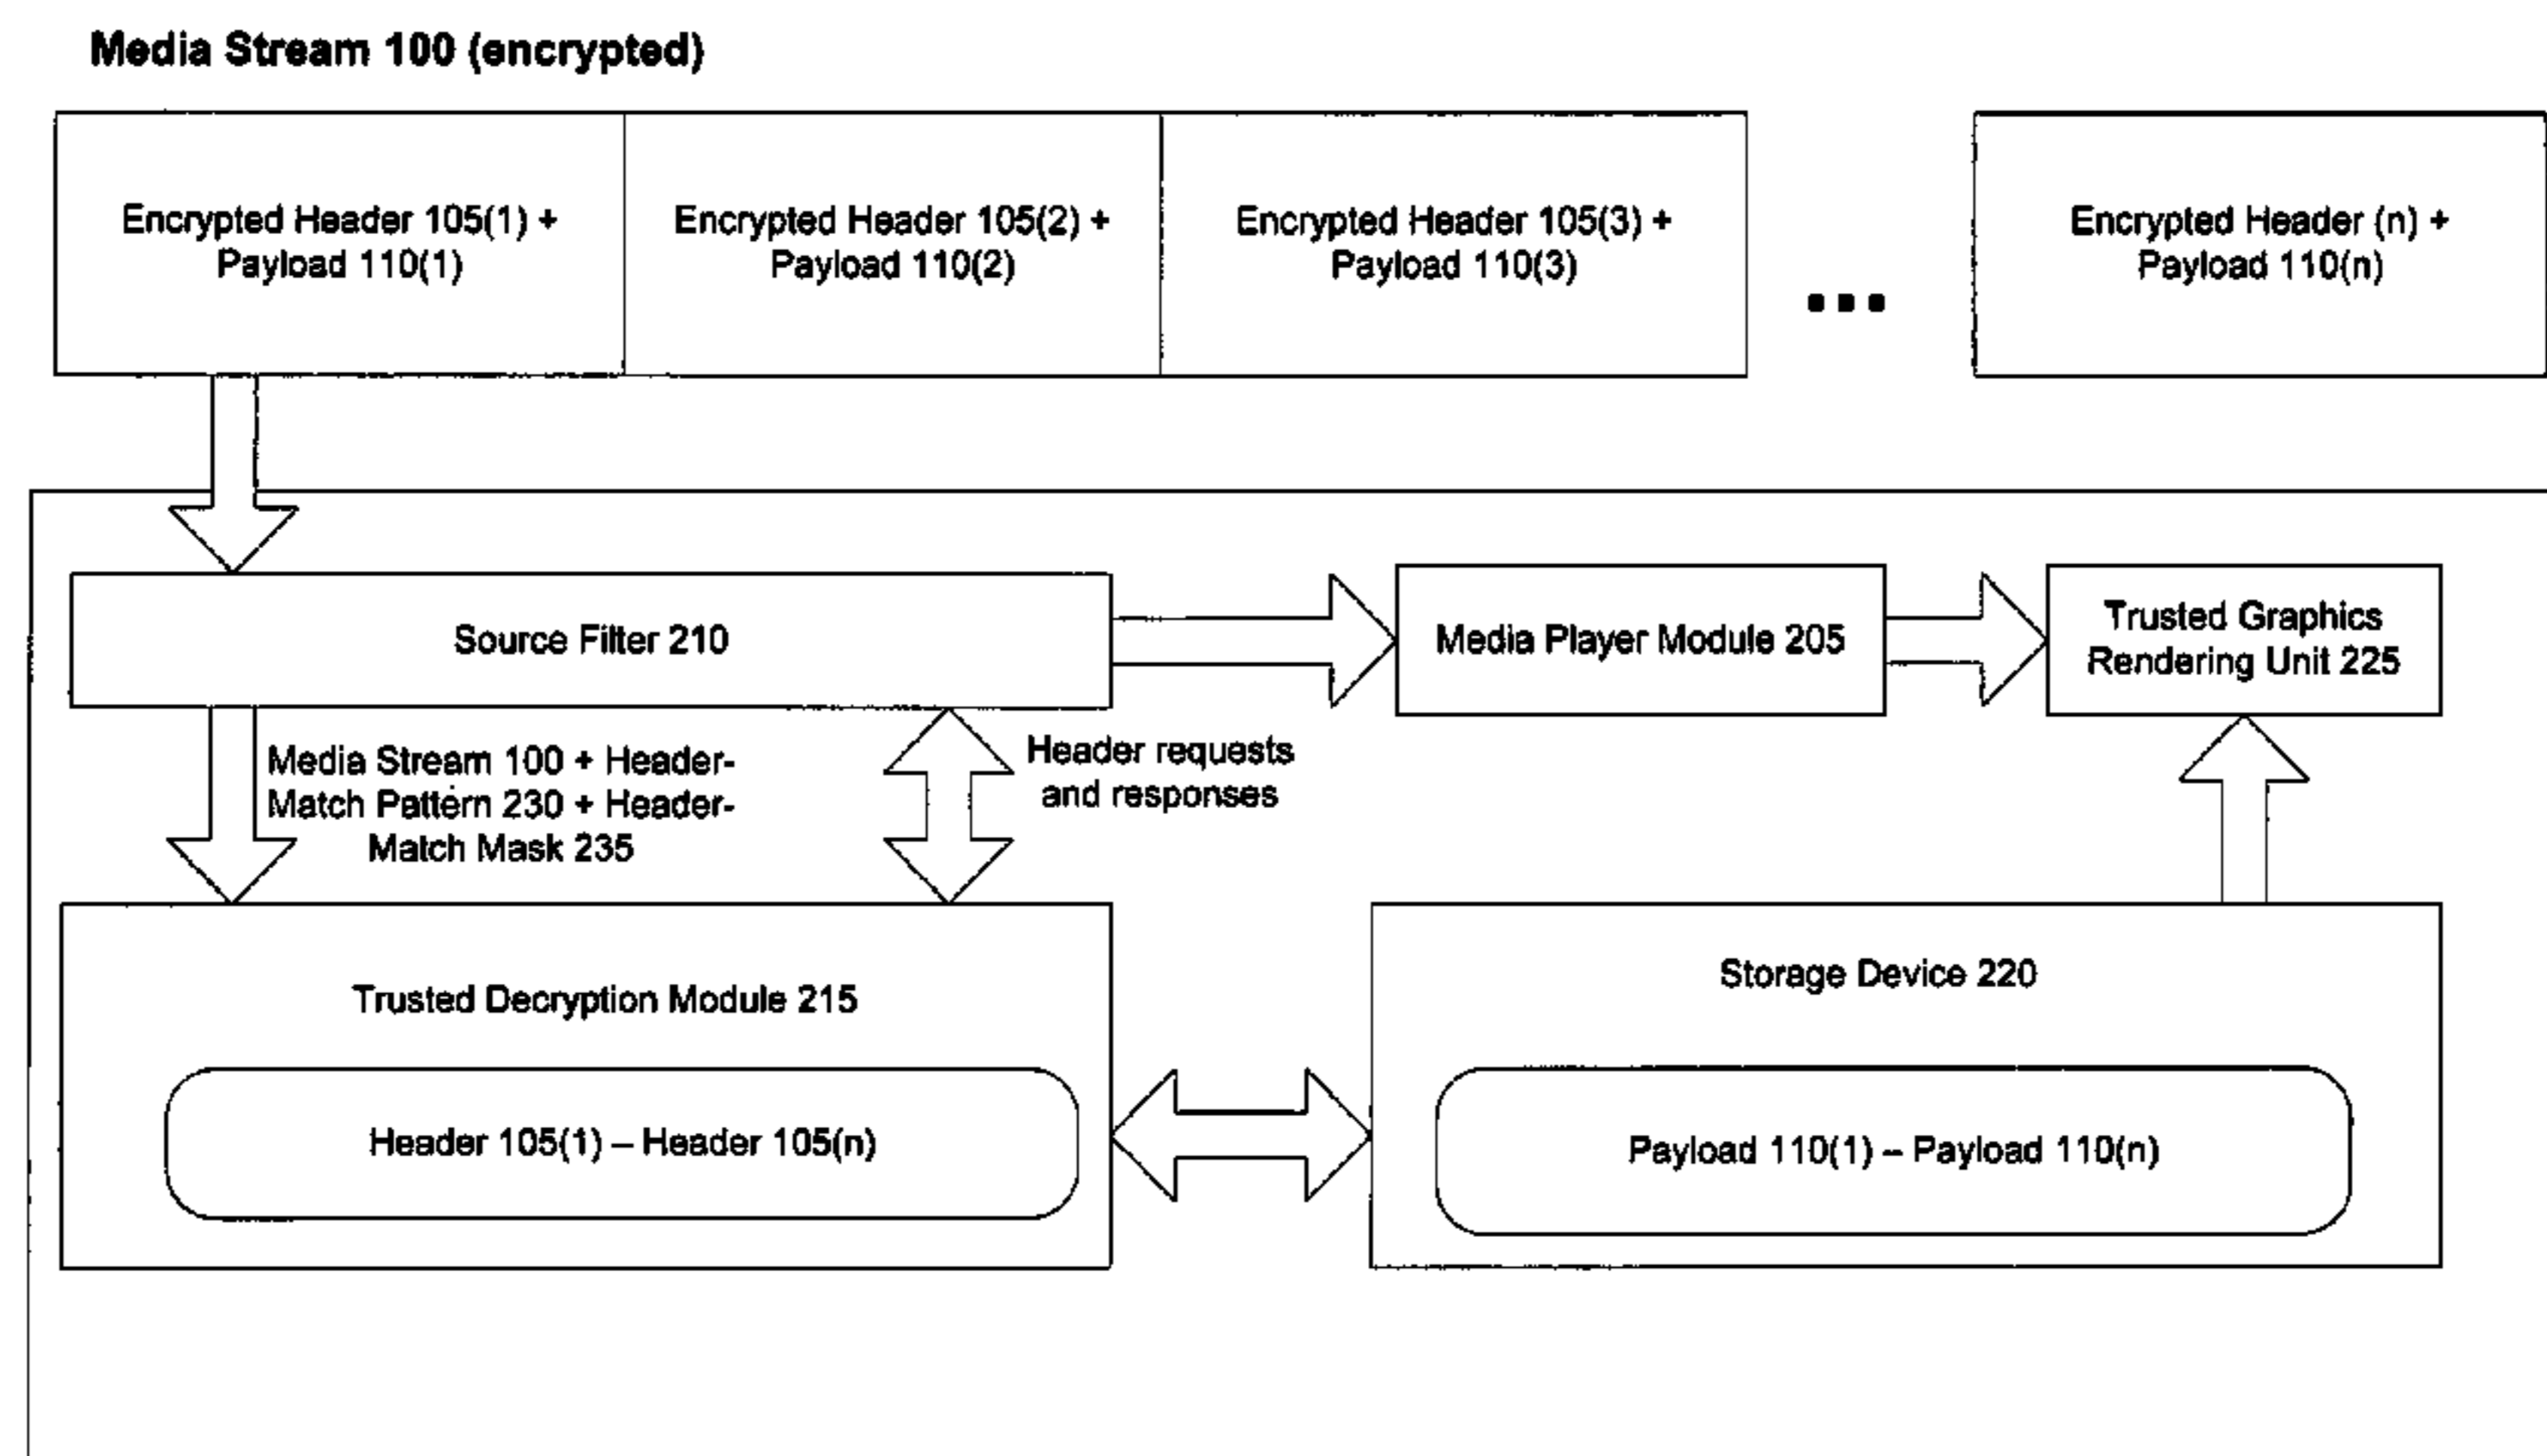 Media Stream 100 (encrypted)
Encrypted Header 105(1) +
Payload 110(1)
Encrypted Header 105(2) +
Payload 110(2)
Encrypted Header 105(3) +
Payload 110(3)
...
Encrypted Header (n) +
Payload 110(n)
Source Filter 210
Media Player Module 205
Trusted Graphics
Rendering Unit 225
Media Stream 100 + Header-
Match Pattern 230 + Header-
Match Mask 235
Header requests
and responses
Trusted Decryption Module 215
Header 105(1) – Header 105(n)
Storage Device 220
Payload 110(1) – Payload 110(n)